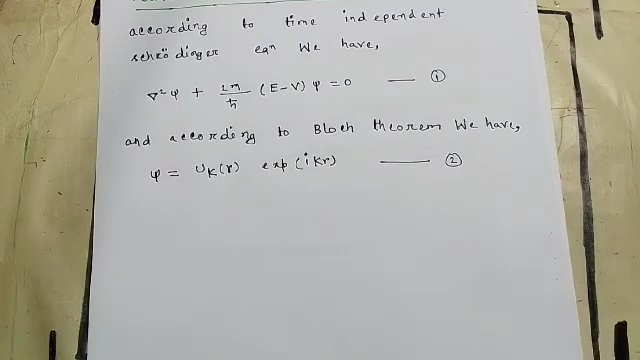 according to time independent
schrödinger eqn We have,
∇²ψ + 2m/ħ (E-V) ψ = 0 — ①
and according to Bloch theorem We have,
ψ = Uk(r) exp(ikr) — ②